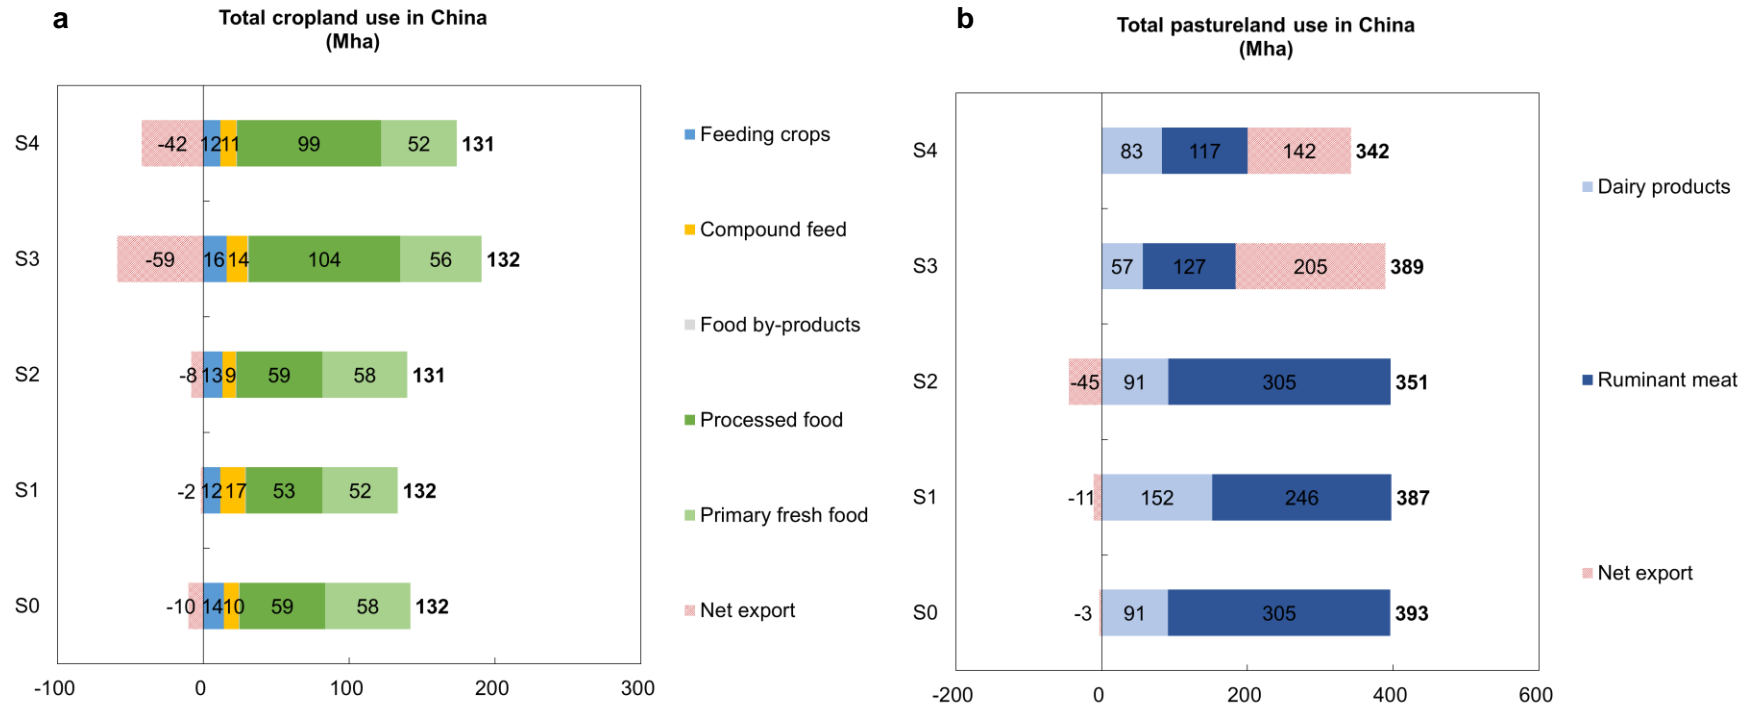 a
Total cropland use in China
(Mha)
S4
-42
12
11
99
52
131
S3
-59
16
14
104
56
132
S2
-8
13
9
59
58
131
S1
-2
12
17
53
52
132
S0
-10
14
10
59
58
132
-100
0
100
200
300
Feeding crops
Compound feed
Food by-products
Processed food
Primary fresh food
Net export
b
Total pastureland use in China
(Mha)
S4
83
117
142
342
S3
57
127
205
389
S2
-45
91
305
351
S1
-11
152
246
387
S0
-3
91
305
393
-200
0
200
400
600
Dairy products
Ruminant meat
Net export